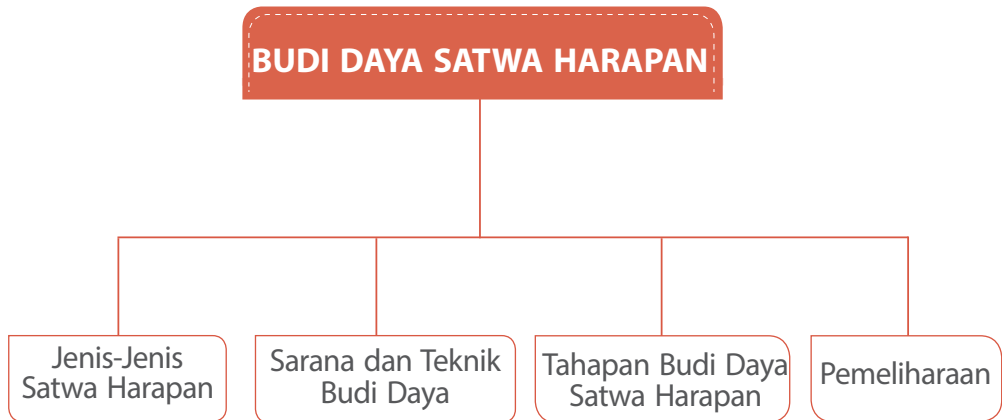 BUDI DAYA SATWA HARAPAN
Jenis-Jenis
Satwa Harapan
Sarana dan Teknik
Budi Daya
Tahapan Budi Daya
Satwa Harapan
Pemeliharaan